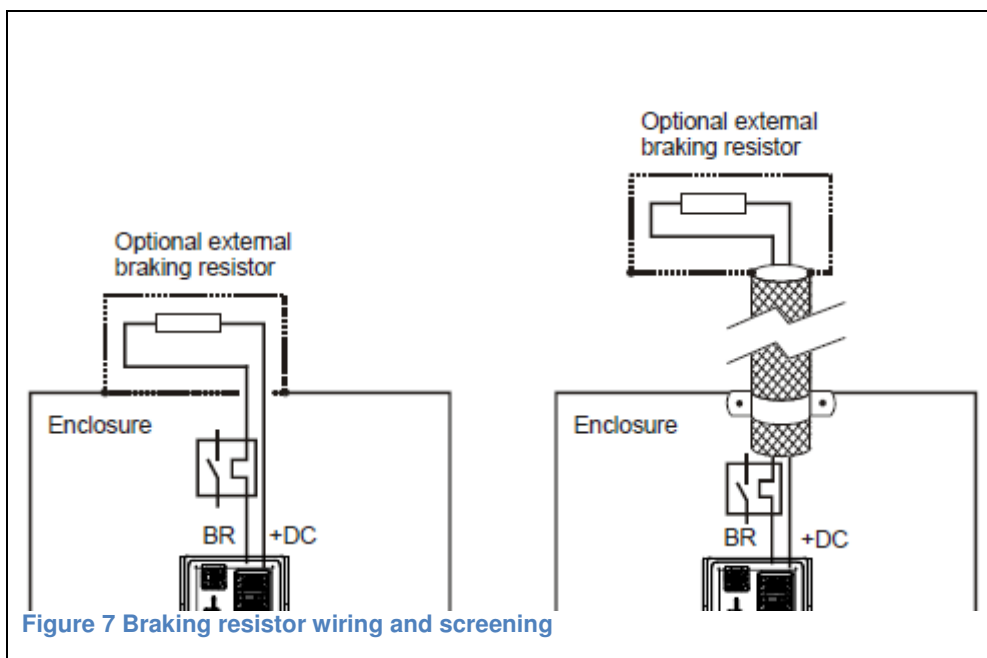 Optional external
braking resistor
Enclosure
BR +DC
Optional external
braking resistor
Enclosure
BR +DC
Figure 7 Braking resistor wiring and screening